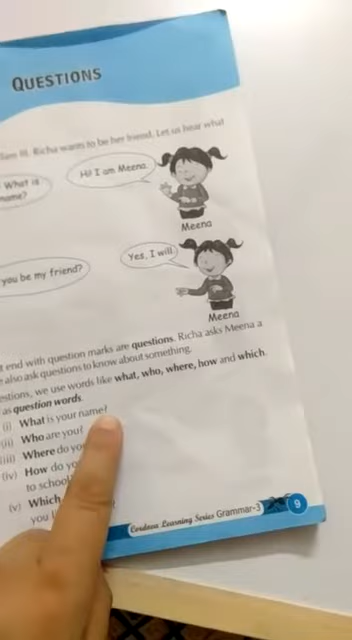 QUESTIONS
III. Richa wants to be her friend. Let us hear what
What is
name?
Hi! I am Meena.
Meena
you be my friend?
Yes, I will.
Meena
end with question marks are questions. Richa asks Meena a
also ask questions to know about something.
we use words like what, who, where, how and which.
as question words.
(i) What is your name?
(ii) Who are you?
(iii) Where do
(iv) How do
to school
(v) Which
you
Cordova Learning Series Grammar-3 9